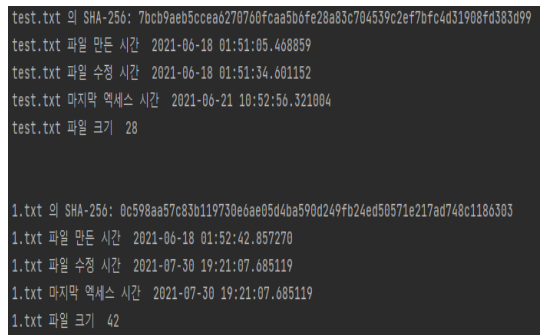 test.txt 의 SHA-256: 7bcb9aeb5ccea6270760fcaa5b6fe28a83c704539c2ef7bfc4d31908fd383d99
test.txt 파일 만든 시간  2021-06-18 01:51:05.468859
test.txt 파일 수정 시간  2021-06-18 01:51:34.601152
test.txt 마지막 엑세스 시간  2021-06-21 10:52:56.321004
test.txt 파일 크기  28
1.txt 의 SHA-256: 0c598aa57c83b119730e6ae05d4ba590d249fb24ed50571e217ad748c1186303
1.txt 파일 만든 시간  2021-06-18 01:52:42.857270
1.txt 파일 수정 시간  2021-07-30 19:21:07.685119
1.txt 마지막 엑세스 시간  2021-07-30 19:21:07.685119
1.txt 파일 크기  42